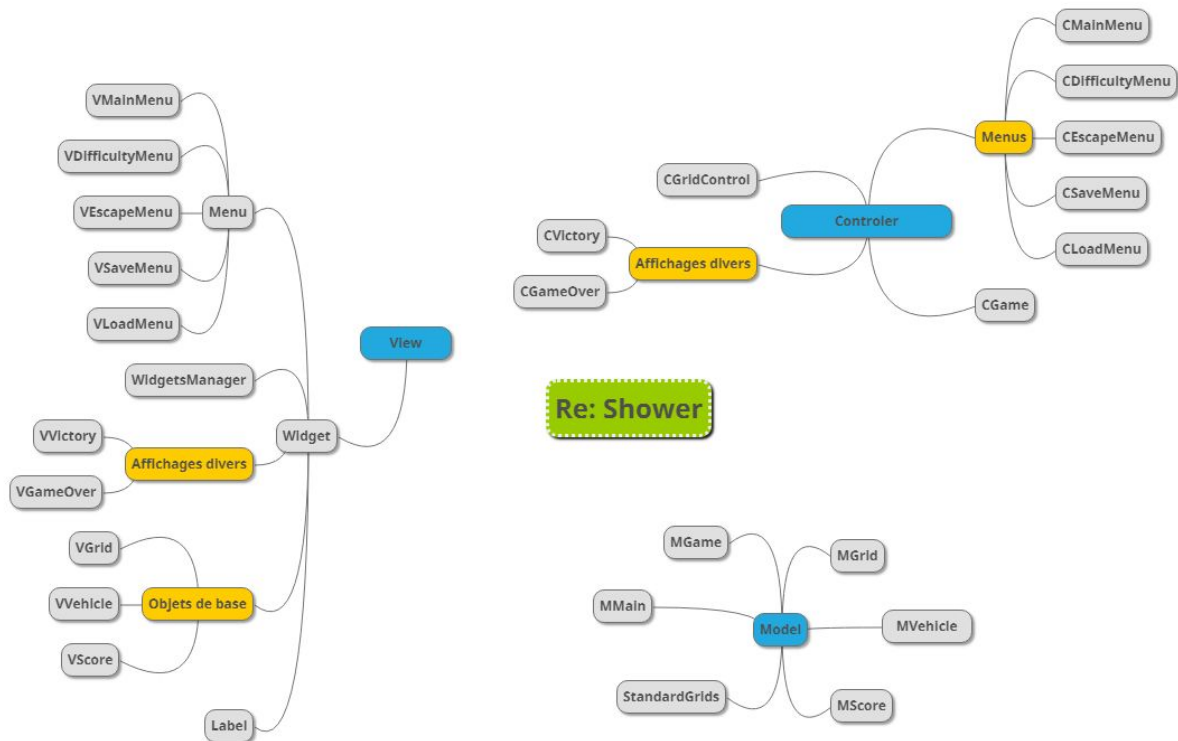 CMainMenu
CDifficultyMenu
Menus
CEscapeMenu
CSaveMenu
CLoadMenu
CGridControl
Controler
CVictory
Affichages divers
CGameOver
CGame
VMainMenu
VDifficultyMenu
VEscapeMenu
Menu
VSaveMenu
VLoadMenu
View
WidgetsManager
Widget
VVictory
Affichages divers
VGameOver
VGrid
VVehicle
Objets de base
VScore
Label
Re: Shower
MGame
MGrid
MMain
Model
MVehicle
StandardGrids
MScore